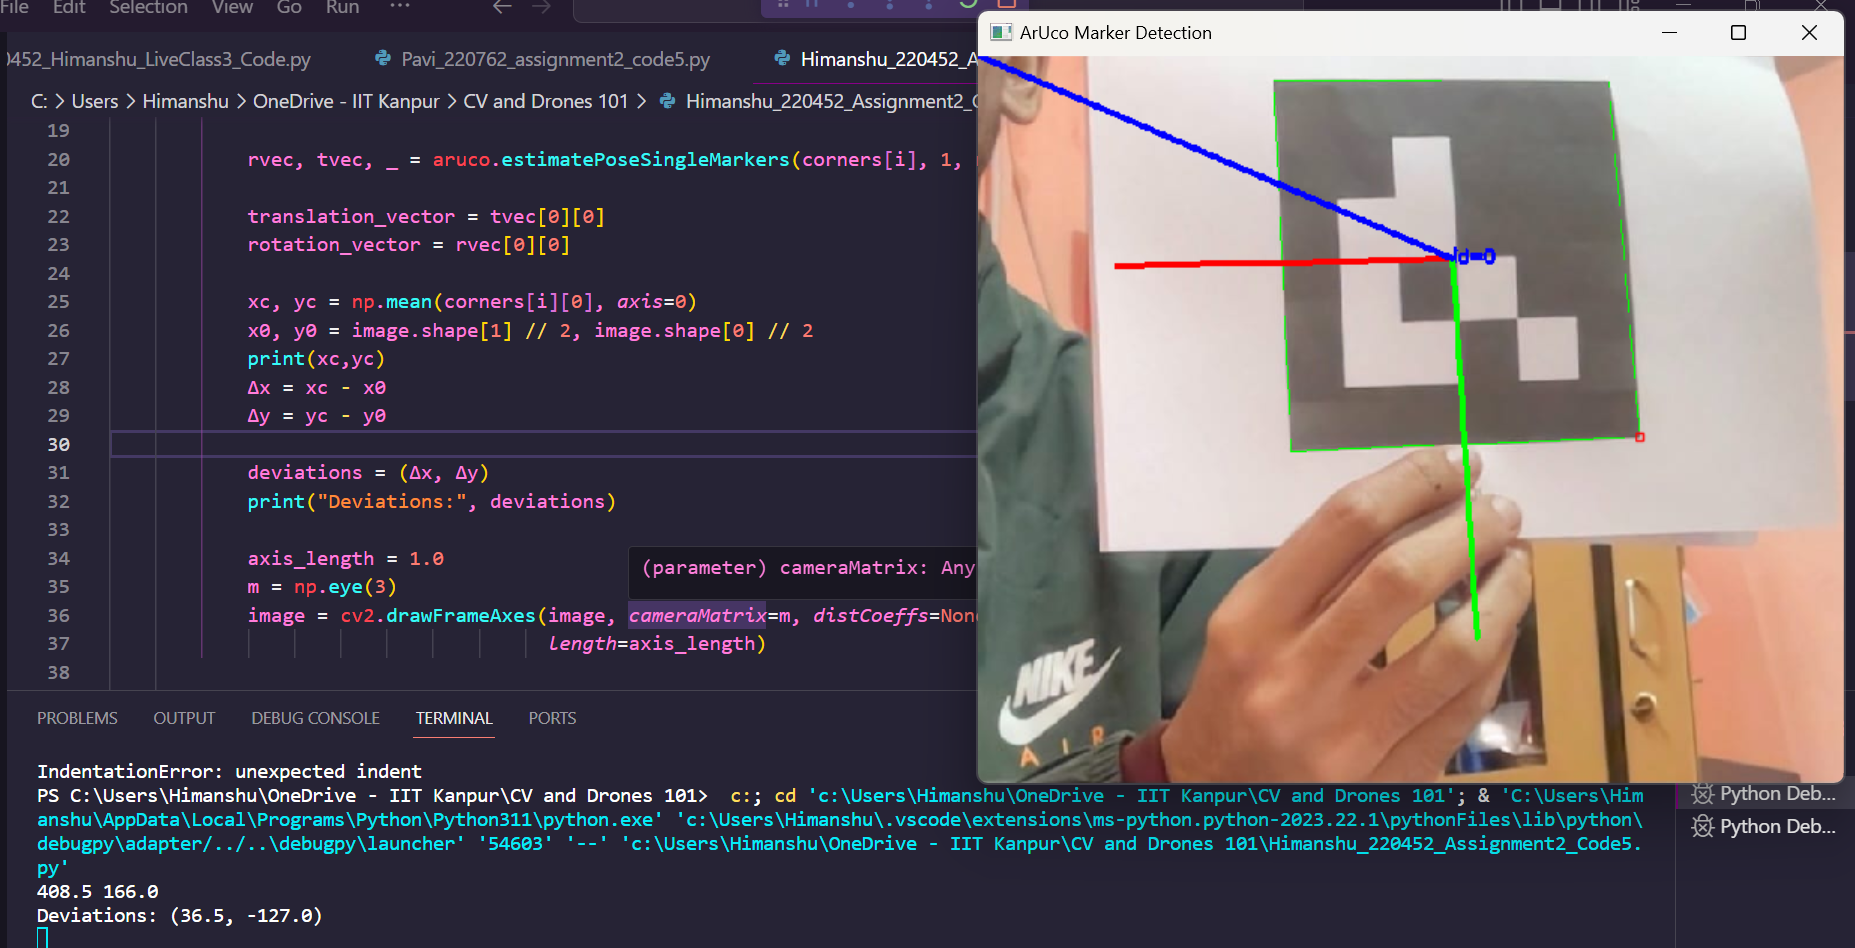 File Edit Selection View Go Run ···
0452_Himanshu_LiveClass3_Code.py Pavi_220762_assignment2_code5.py Himanshu_220452_A
C: > Users > Himanshu > OneDrive - IIT Kanpur > CV and Drones 101 > Himanshu_220452_Assignment2_C
19
20 rvec, tvec, _ = aruco.estimatePoseSingleMarkers(corners[i], 1,
21
22 translation_vector = tvec[0][0]
23 rotation_vector = rvec[0][0]
24
25 xc, yc = np.mean(corners[i][0], axis=0)
26 x0, y0 = image.shape[1] // 2, image.shape[0] // 2
27 print(xc,yc)
28 Δx = xc - x0
29 Δy = yc - y0
30
31 deviations = (Δx, Δy)
32 print("Deviations:", deviations)
33
34 axis_length = 1.0
(parameter) cameraMatrix: Any
35 m = np.eye(3)
36 image = cv2.drawFrameAxes(image, cameraMatrix=m, distCoeffs=Non
37 length=axis_length)
38
PROBLEMS OUTPUT DEBUG CONSOLE TERMINAL PORTS
IndentationError: unexpected indent
PS C:\Users\Himanshu\OneDrive - IIT Kanpur\CV and Drones 101> c:; cd 'c:\Users\Himanshu\OneDrive - IIT Kanpur\CV and Drones 101'; & 'C:\Users\Him
anshu\AppData\Local\Programs\Python\Python311\python.exe' 'c:\Users\Himanshu\.vscode\extensions\ms-python.python-2023.22.1\pythonFiles\lib\python\
debugpy\adapter/../..\debugpy\launcher' '54603' '--' 'c:\Users\Himanshu\OneDrive - IIT Kanpur\CV and Drones 101\Himanshu_220452_Assignment2_Code5.
py'
408.5 166.0
Deviations: (36.5, -127.0)
Python Deb...
Python Deb...
ArUco Marker Detection
id=0
NIKE
AIR